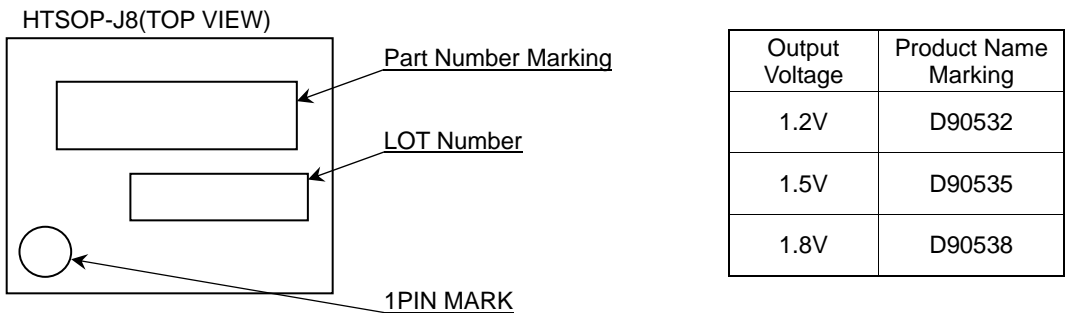 HTSOP-J8(TOP VIEW)
Part Number Marking
LOT Number
1PIN MARK
Output Voltage Product Name Marking
1.2V D90532
1.5V D90535
1.8V D90538